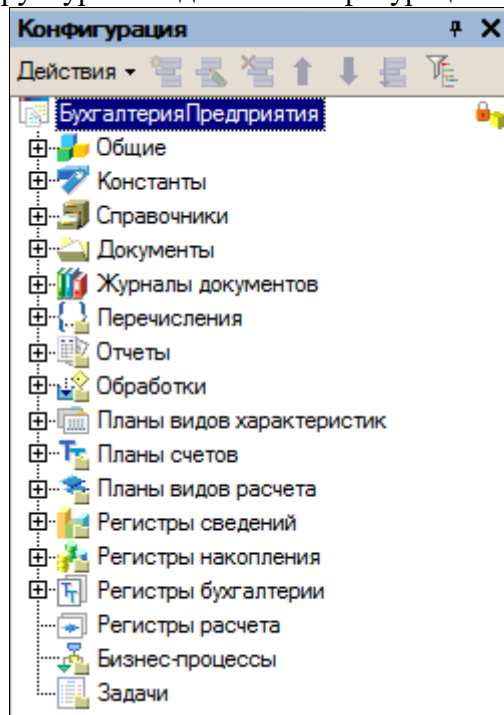 Конфигурация
Действия
БухгалтерияПредприятия
Общие
Константы
Справочники
Документы
Журналы документов
Перечисления
Отчеты
Обработки
Планы видов характеристик
Планы счетов
Планы видов расчета
Регистры сведений
Регистры накопления
Регистры бухгалтерии
Регистры расчета
Бизнес-процессы
Задачи